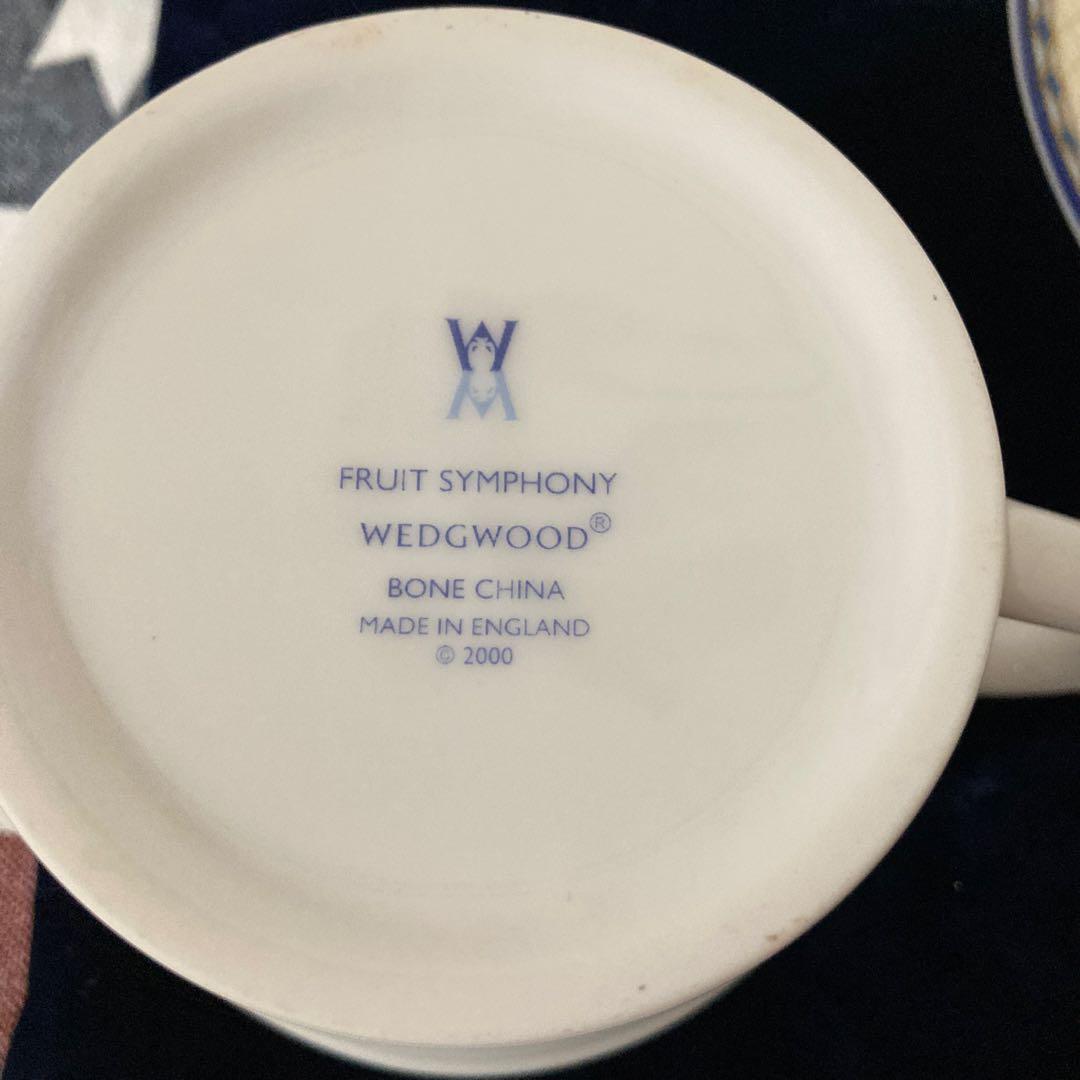 W
FRUIT SYMPHONY
WEDGWOOD®
BONE CHINA
MADE IN ENGLAND
© 2000